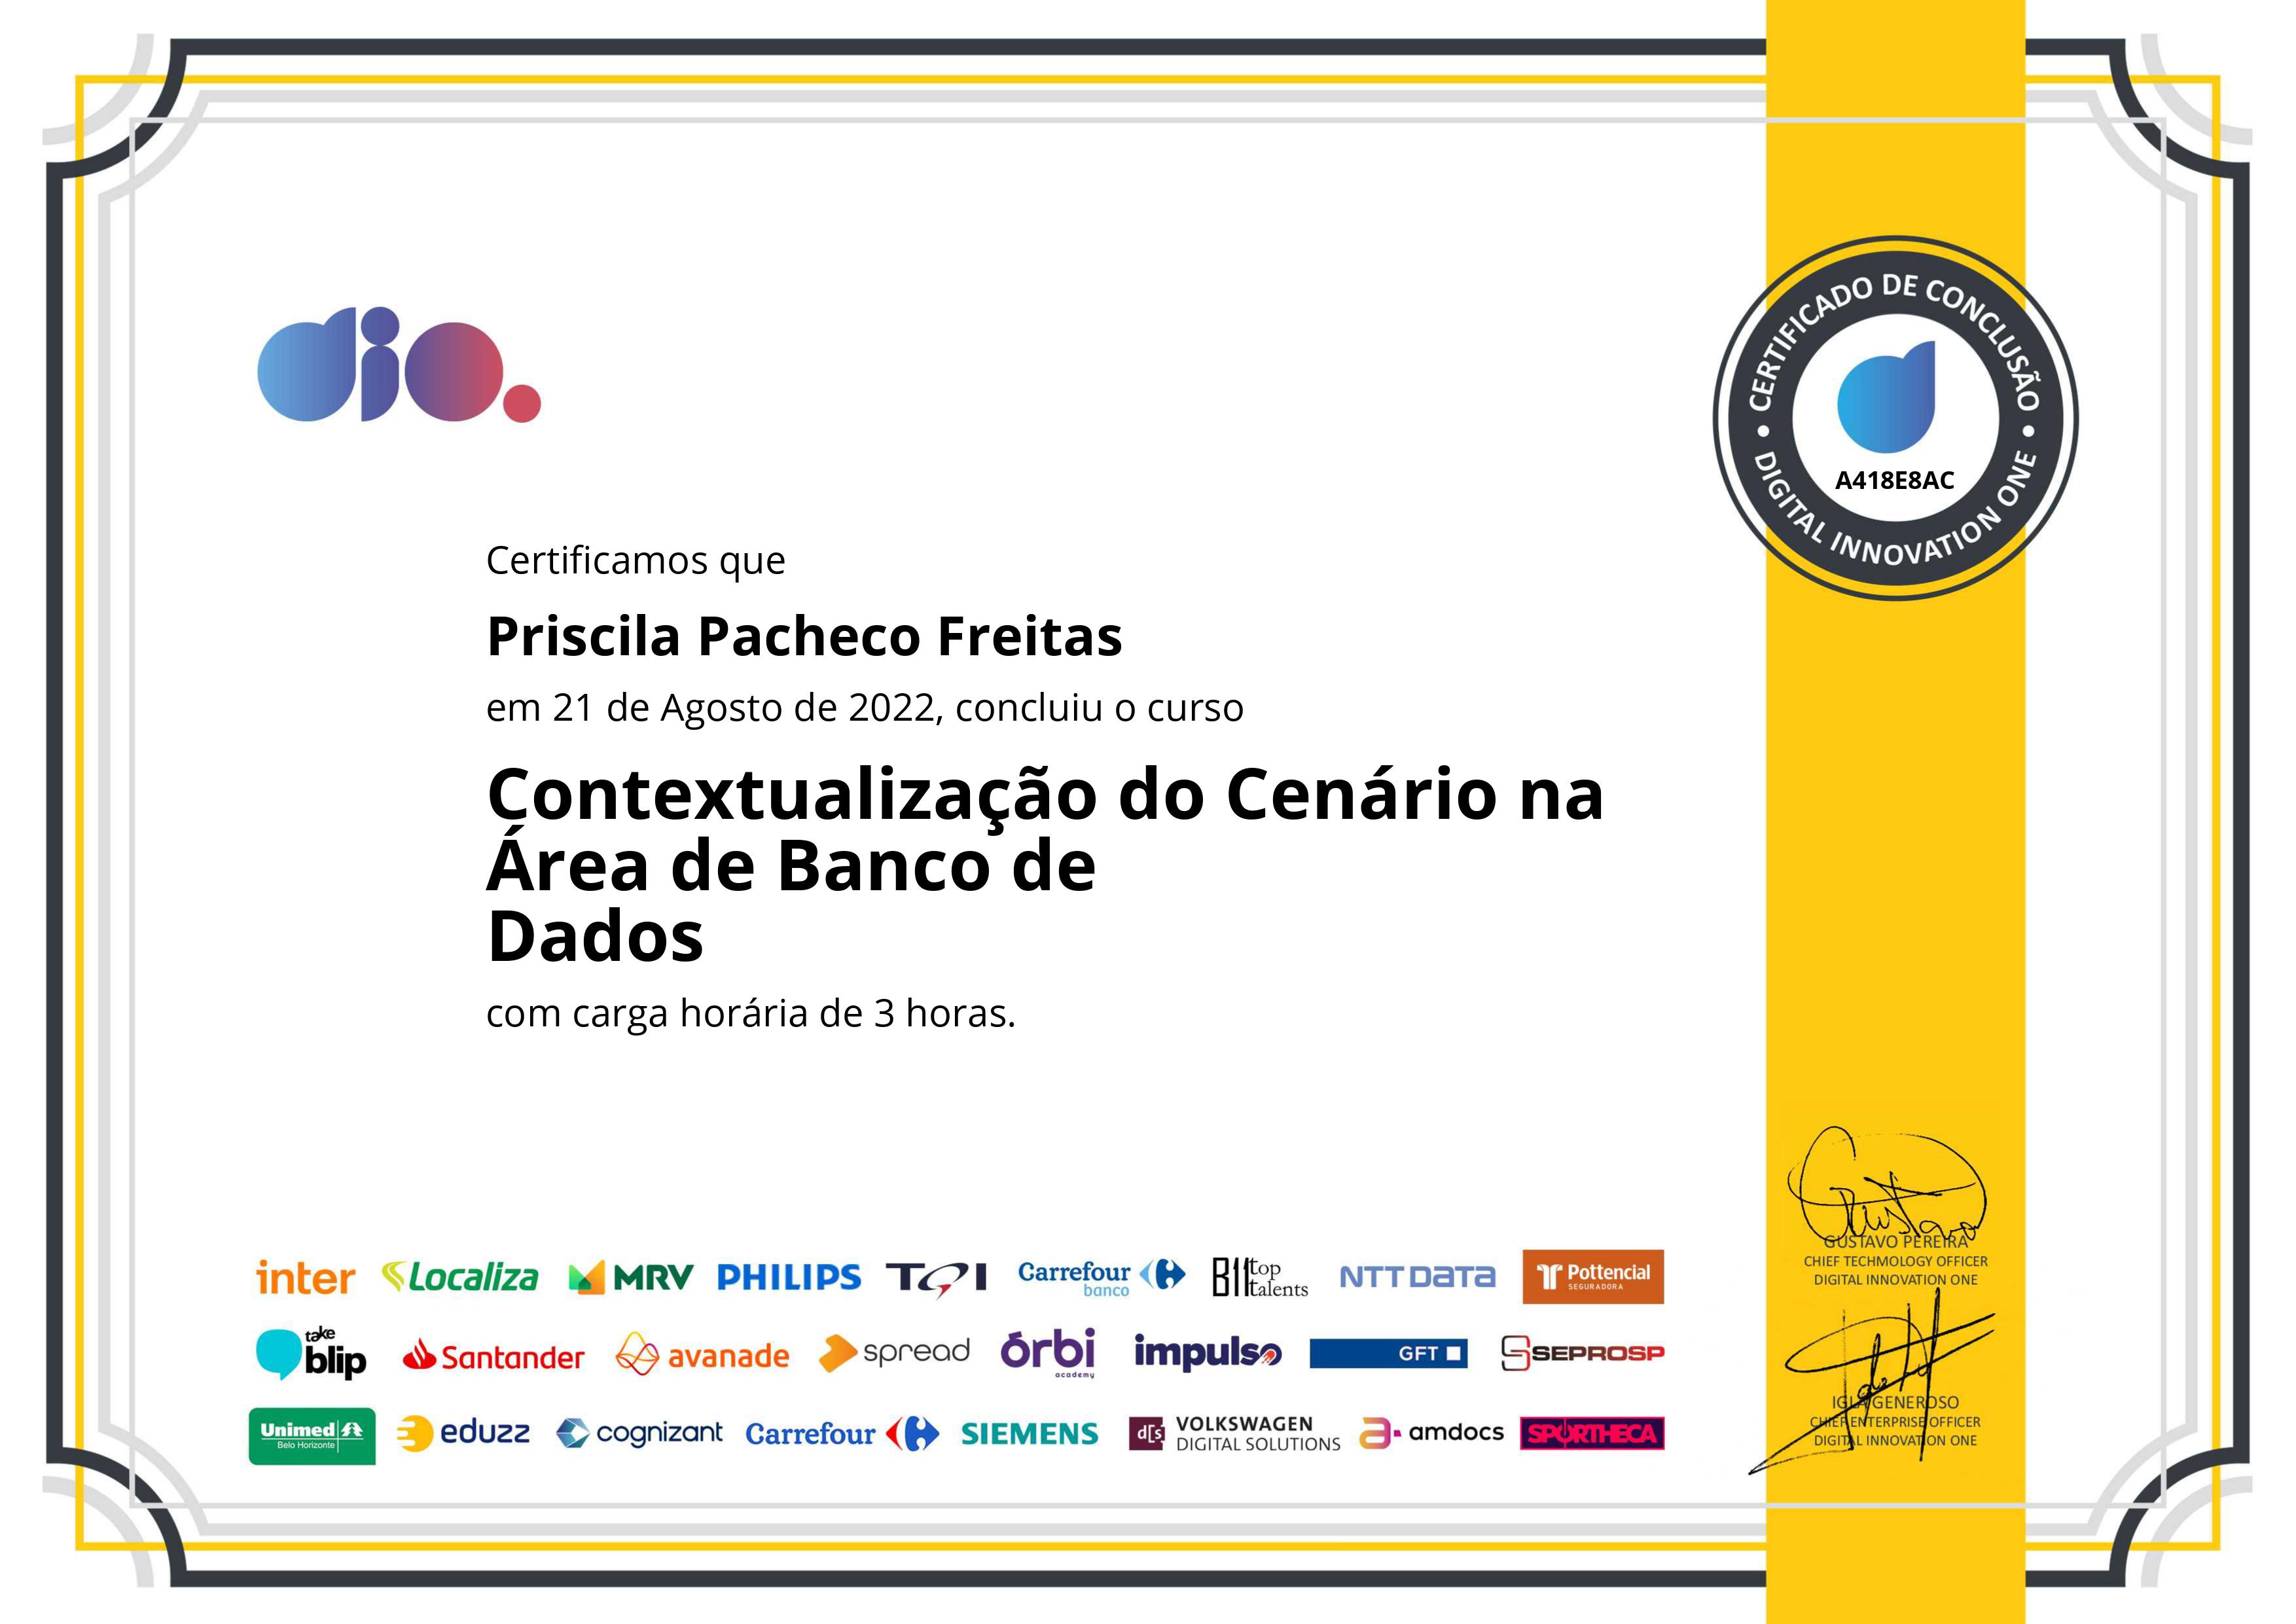 dio.
CERTIFICADO DE CONCLUSÃO
A418E8AC
DIGITAL INNOVATION ONE
Certificamos que
Priscila Pacheco Freitas
em 21 de Agosto de 2022, concluiu o curso
Contextualização do Cenário na
Área de Banco de
Dados
com carga horária de 3 horas.
Gustavo
GUSTAVO PEREIRA
CHIEF TECHNOLOGY OFFICER
DIGITAL INNOVATION ONE
inter Localiza MRV PHILIPS TQI Carrefour banco B11 top talents NTT DATA Pottencial SEGURADORA
take blip Santander avanade spread órbi academy impulso GFT SEPROSP
IGLÁ GENEROSO
CHIEF ENTERPRISE OFFICER
DIGITAL INNOVATION ONE
Unimed Belo Horizonte eduzz cognizant Carrefour SIEMENS d[s VOLKSWAGEN DIGITAL SOLUTIONS a amdocs SPORTHECA